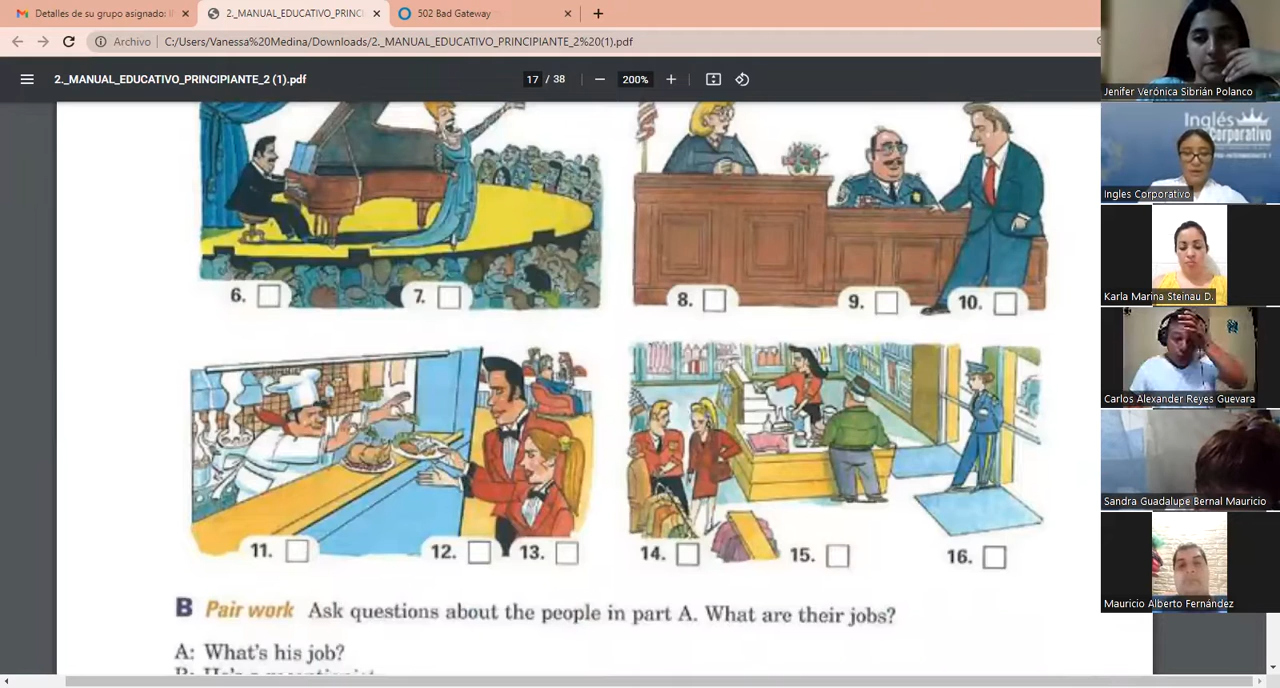 Detalles de su grupo asignado: I
2._MANUAL_EDUCATIVO_PRINCI
502 Bad Gateway
Archivo
C:/Users/Vanessa%20Medina/Downloads/2._MANUAL_EDUCATIVO_PRINCIPIANTE_2%20(1).pdf
2._MANUAL_EDUCATIVO_PRINCIPIANTE_2 (1).pdf
17 / 38
200%
6.
7.
8.
9.
10.
11.
12.
13.
14.
15.
16.
B Pair work Ask questions about the people in part A. What are their jobs?
A: What's his job?
B: He's a receptionist.
Jenifer Verónica Sibrián Polanco
Inglés
Corporativo
Ingles Corporativo
Karla Marina Steinau D.
Carlos Alexander Reyes Guevara
Sandra Guadalupe Bernal Mauricio
Mauricio Alberto Fernández